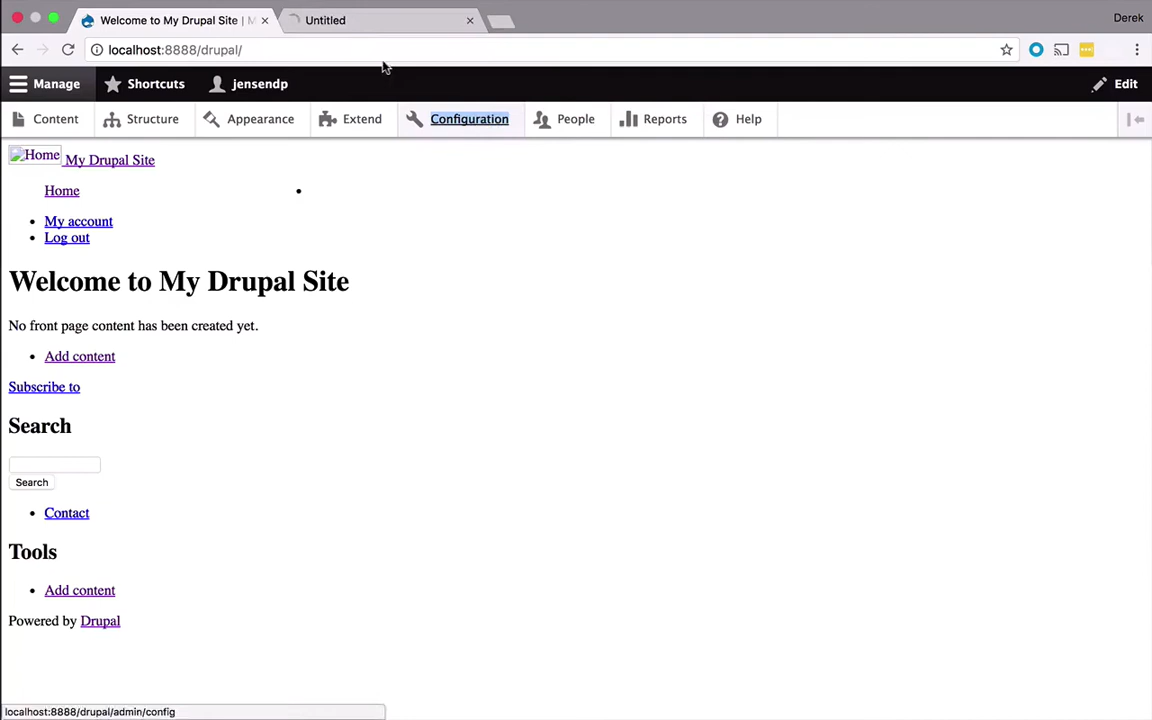 Welcome to My Drupal Site | M
Untitled
Derek
localhost:8888/drupal/
Manage Shortcuts jensendp Edit
Content Structure Appearance Extend Configuration People Reports Help
Home My Drupal Site
Home
My account
Log out
Welcome to My Drupal Site
No front page content has been created yet.
Add content
Subscribe to
Search
Search
Contact
Tools
Add content
Powered by Drupal
localhost:8888/drupal/admin/config